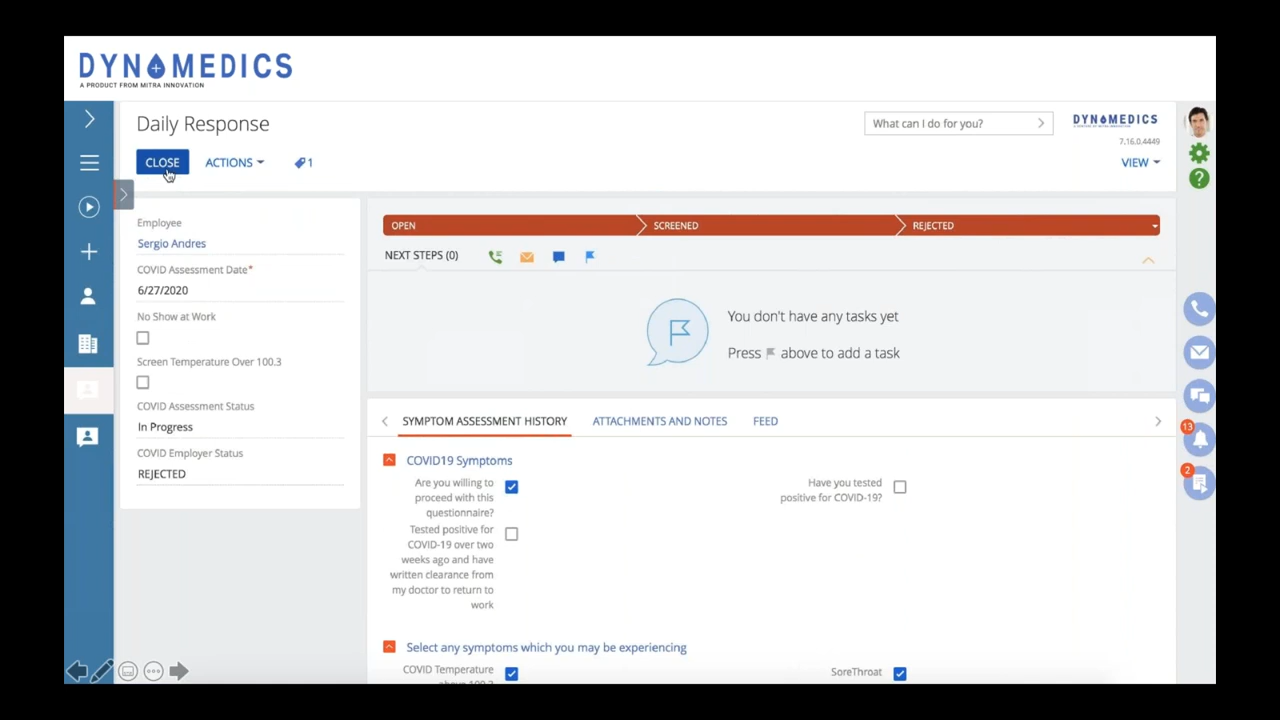 DYNAMEDICS
A PRODUCT FROM MITRA INNOVATION
Daily Response
What can I do for you?
DYNAMEDICS
7.16.0.4449
CLOSE
ACTIONS
1
VIEW
Employee
Sergio Andres
COVID Assessment Date*
6/27/2020
No Show at Work
Screen Temperature Over 100.3
COVID Assessment Status
In Progress
COVID Employer Status
REJECTED
OPEN
SCREENED
REJECTED
NEXT STEPS (0)
You don't have any tasks yet
Press above to add a task
SYMPTOM ASSESSMENT HISTORY
ATTACHMENTS AND NOTES
FEED
COVID19 Symptoms
Are you willing to
proceed with this
questionnaire?
Have you tested
positive for COVID-19?
Tested positive for
COVID-19 over two
weeks ago and have
written clearance from
my doctor to return to
work
Select any symptoms which you may be experiencing
COVID Temperature
above 100.3
SoreThroat
13
2